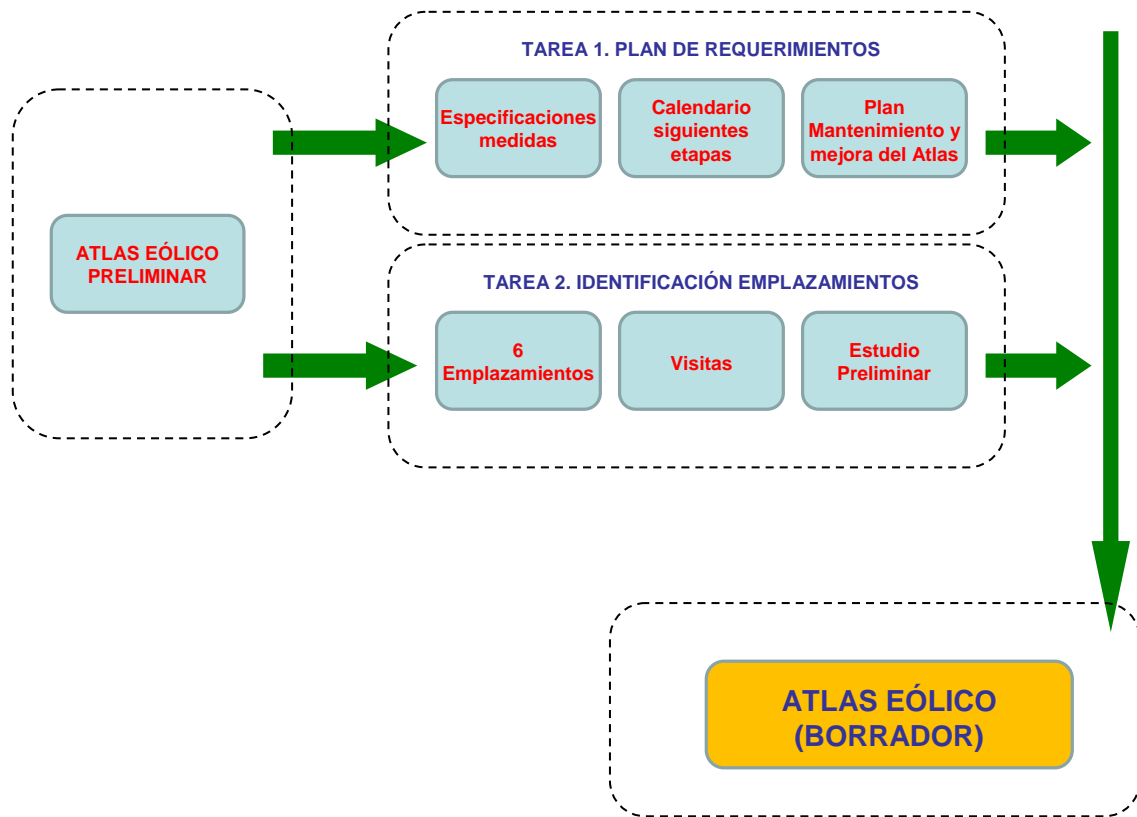 TAREA 1. PLAN DE REQUERIMIENTOS
Especificaciones
medidas
Calendario
siguientes
etapas
Plan
Mantenimiento y
mejora del Atlas
ATLAS EÓLICO
PRELIMINAR
TAREA 2. IDENTIFICACIÓN EMPLAZAMIENTOS
6
Emplazamientos
Visitas
Estudio
Preliminar
ATLAS EÓLICO
(BORRADOR)